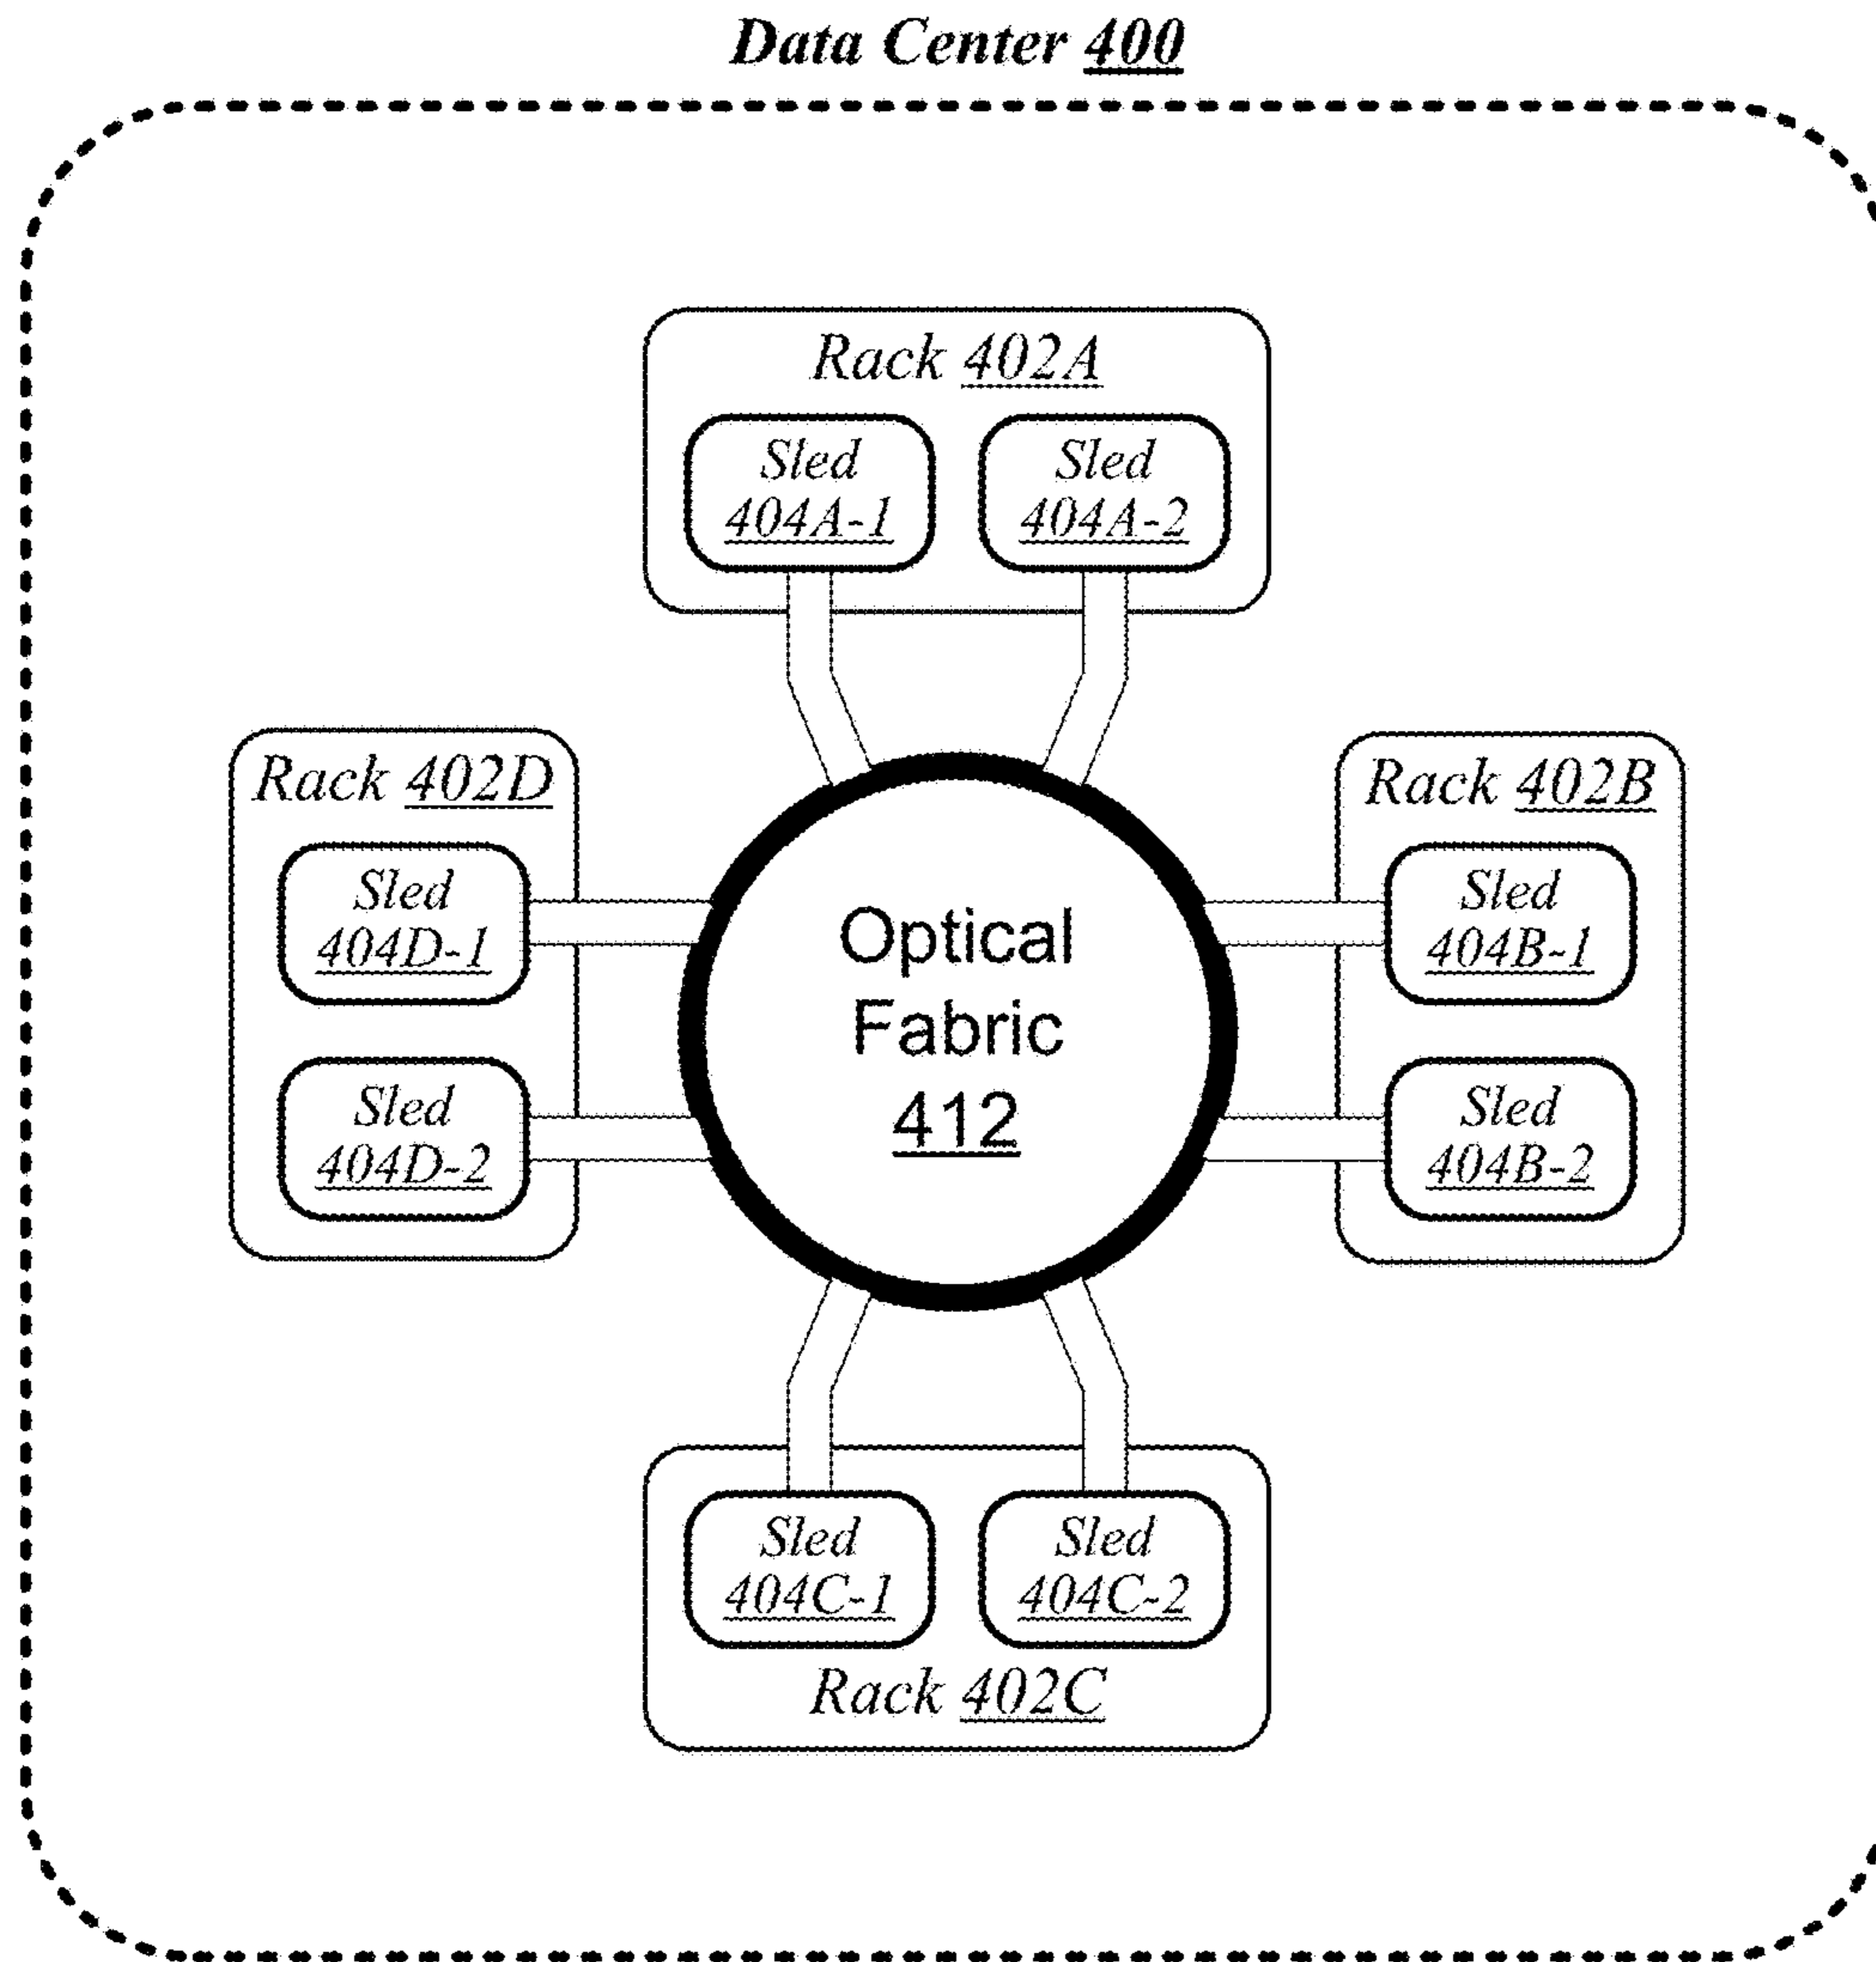 Data Center 400
Rack 402A
Sled
404A-1
Sled
404A-2
Rack 402D
Sled
404D-1
Sled
404D-2
Optical
Fabric
412
Rack 402B
Sled
404B-1
Sled
404B-2
Sled
404C-1
Sled
404C-2
Rack 402C